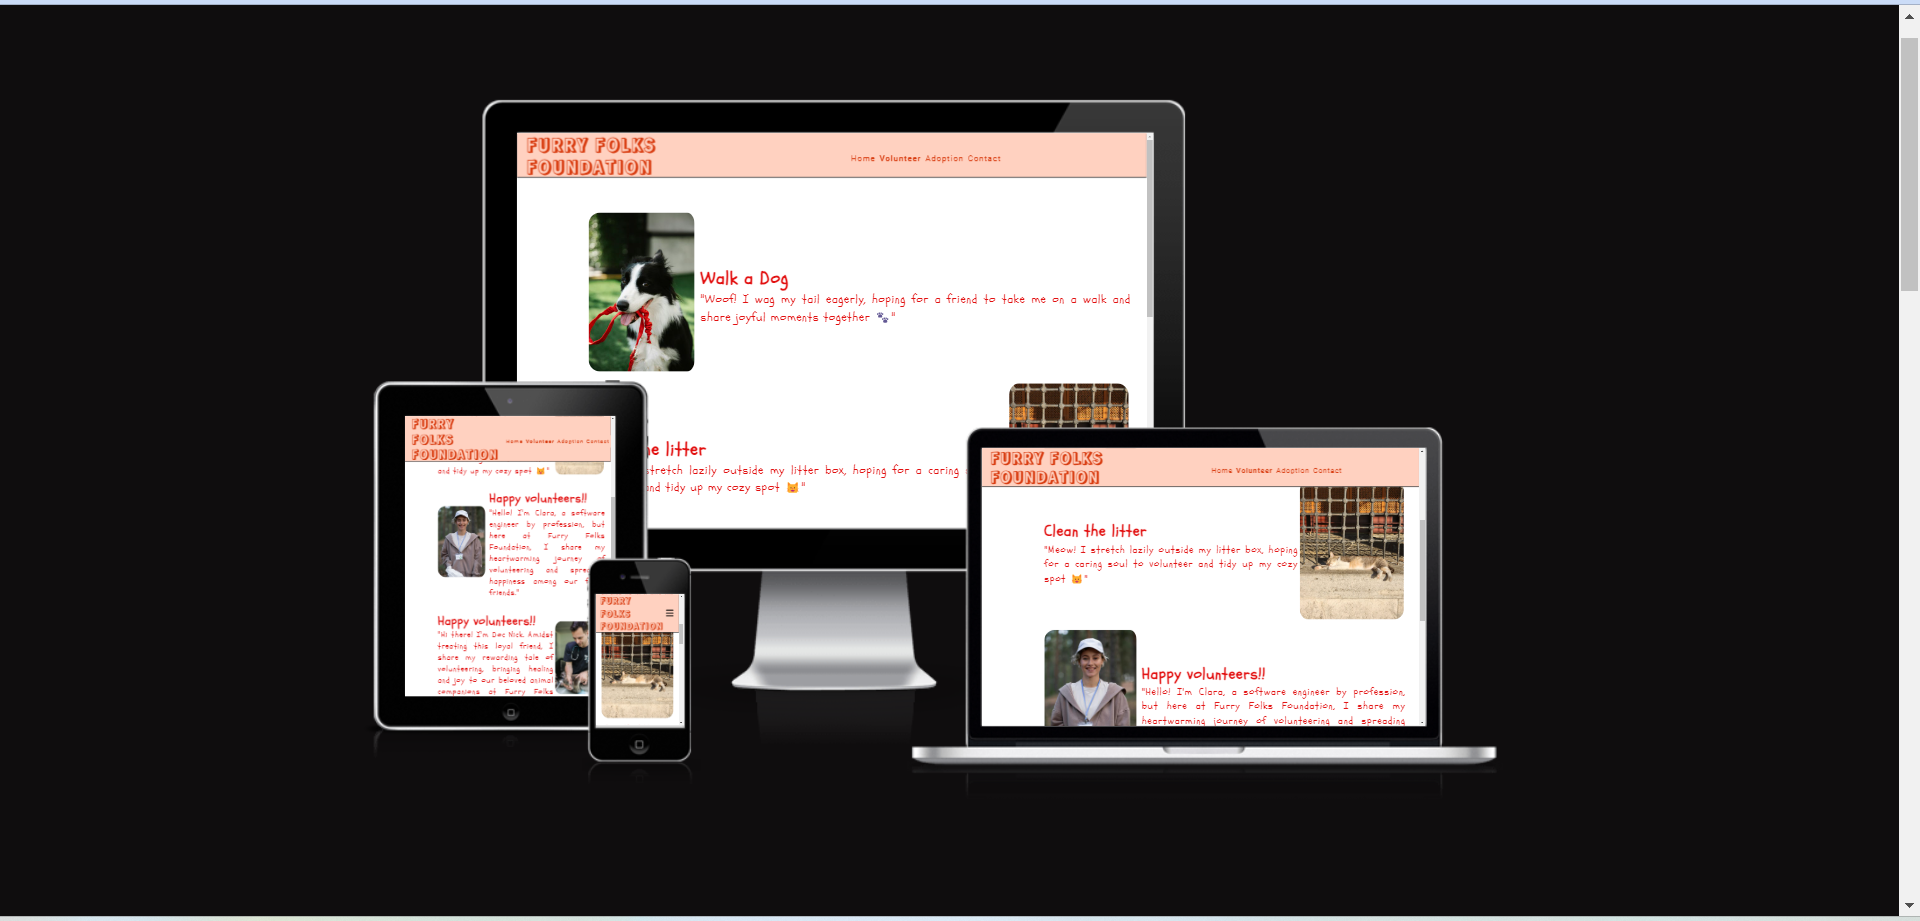 FURRY FOLKS
FOUNDATION
Home Volunteer Adoption Contact
Walk a Dog
"Woof! I wag my tail eagerly, hoping for a friend to take me on a walk and
share joyful moments together 🐾"
he litter
stretch lazily outside my litter box, hoping for a caring
and tidy up my cozy spot 😸"
FURRY
FOLKS
FOUNDATION
Home Volunteer Adoption Contact
and tidy up my cozy spot 😸"
Happy volunteers!!
"Hello! I'm Clara, a software
engineer by profession, but
here at Furry Folks
Foundation, I share my
heartwarming journey of
volunteering and sprea
happiness among our f
friends."
Happy volunteers!!
"Hi there! I'm Doc Nick. Amidst
treating this loyal friend, I
share my rewarding tale of
volunteering, bringing healing
and joy to our beloved animal
companions at Furry Folks
FURRY
FOLKS
FOUNDATION
FURRY FOLKS
FOUNDATION
Home Volunteer Adoption Contact
Clean the litter
"Meow! I stretch lazily outside my litter box, hoping
for a caring soul to volunteer and tidy up my cozy
spot 😸"
Happy volunteers!!
"Hello! I'm Clara, a software engineer by profession,
but here at Furry Folks Foundation, I share my
heartwarming journey of volunteering and spreading